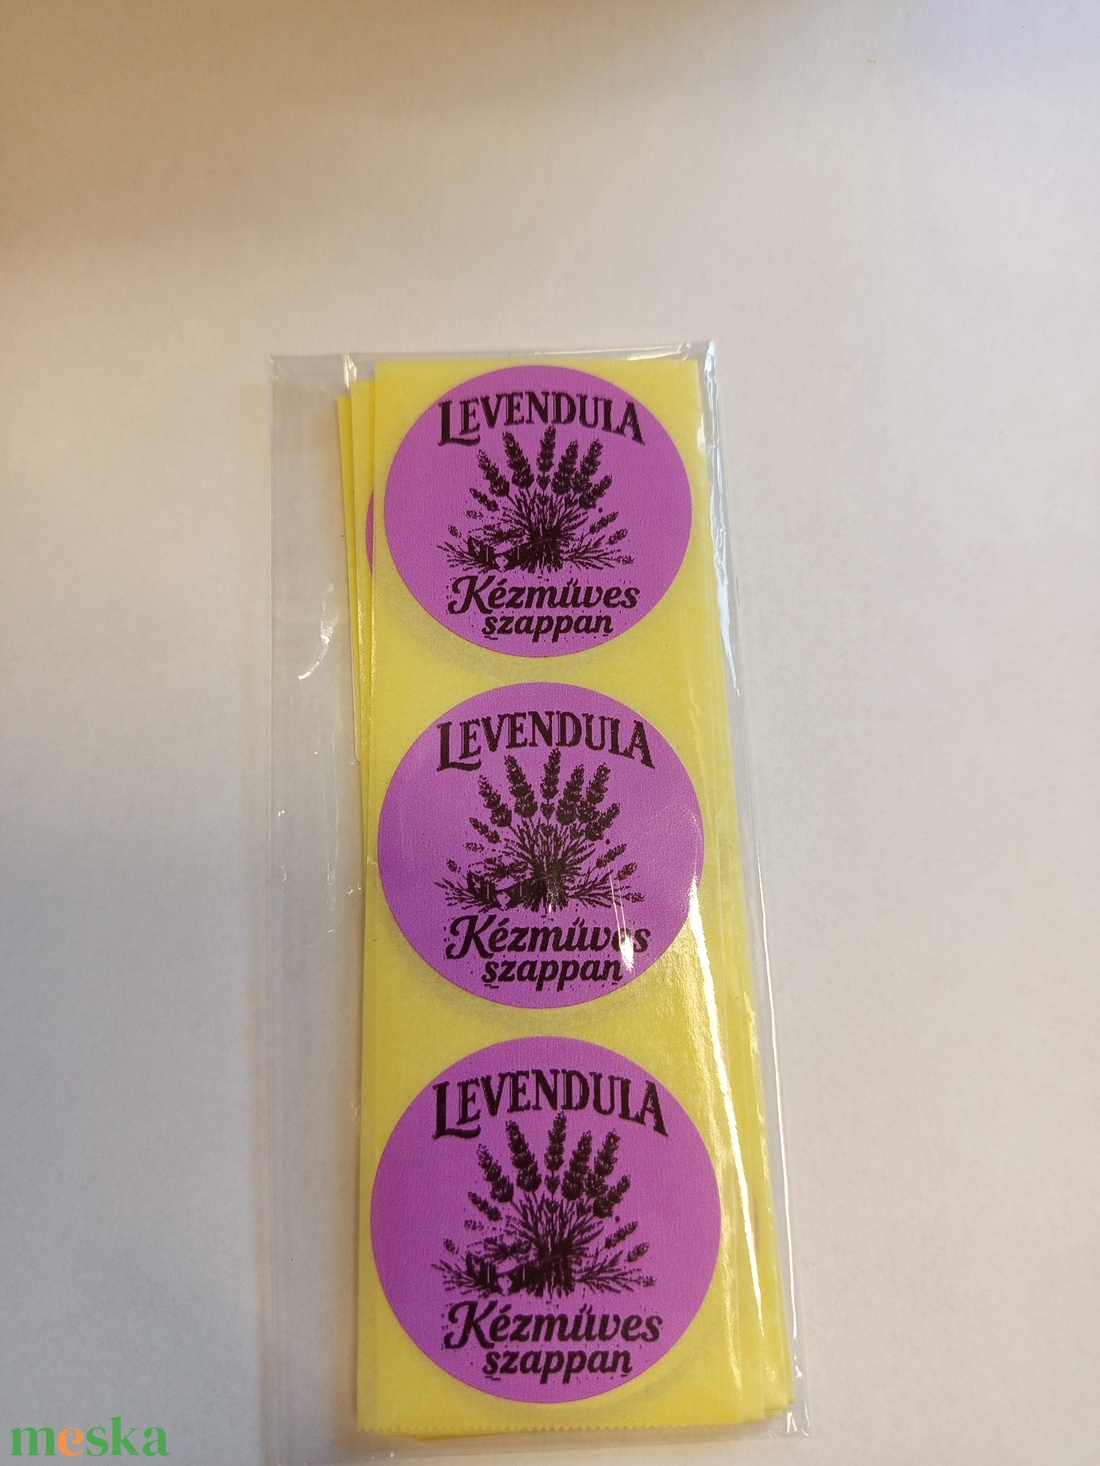 LEVENDULA
Kézműves
szappan
LEVENDULA
Kézműves
szappan
LEVENDULA
Kézműves
szappan
meska